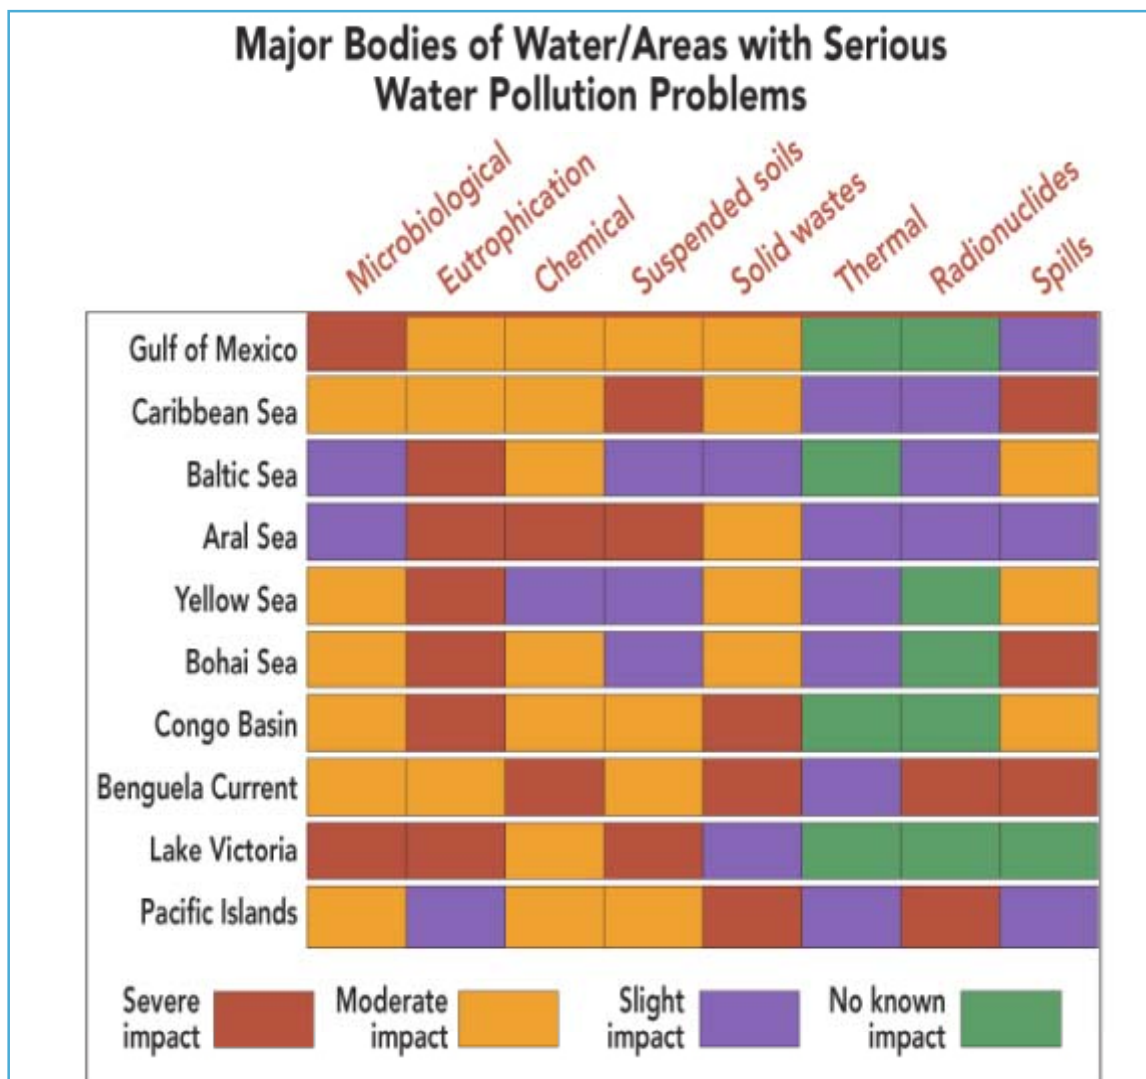 Major Bodies of Water/Areas with Serious
Water Pollution Problems
Microbiological
Eutrophication
Chemical
Suspended soils
Solid wastes
Thermal
Radionuclides
Spills
Gulf of Mexico
Caribbean Sea
Baltic Sea
Aral Sea
Yellow Sea
Bohai Sea
Congo Basin
Benguela Current
Lake Victoria
Pacific Islands
Severe
impact
Moderate
impact
Slight
impact
No known
impact